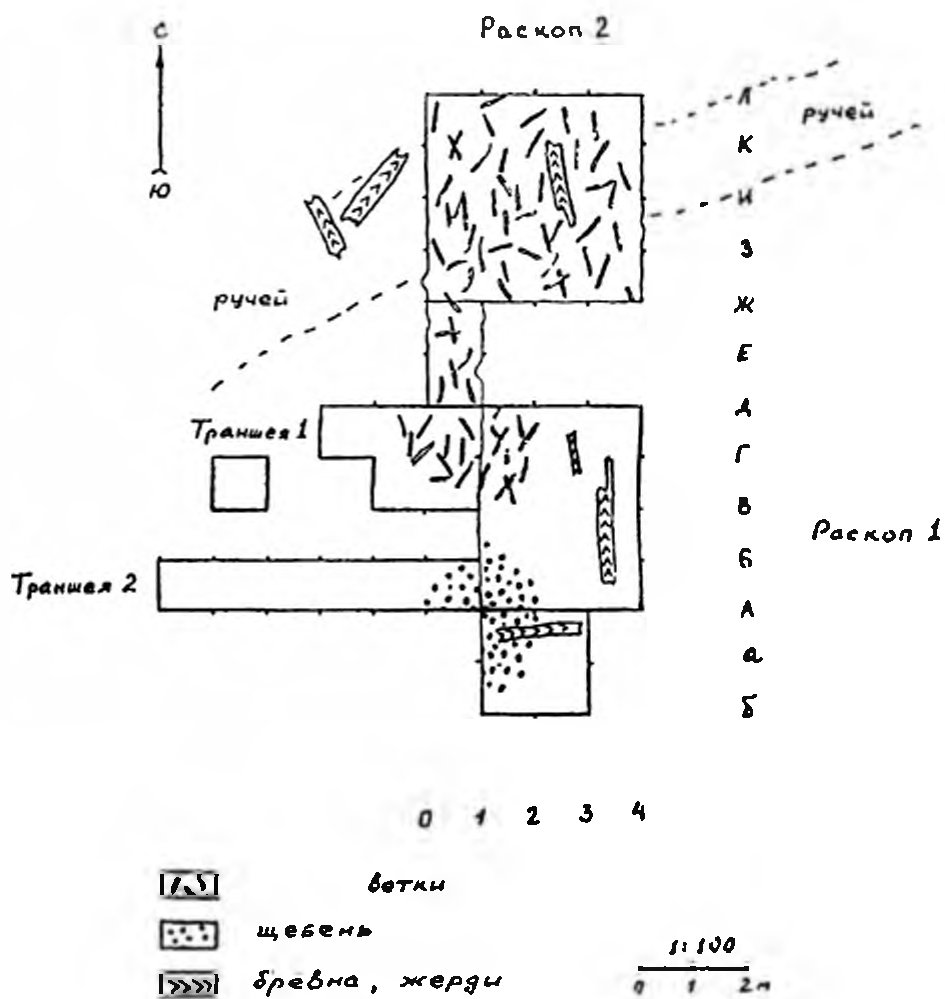 С
Раскоп 2
Л
ручей
К
Ю
И
З
ручей
Ж
Е
Д
Траншея 1
Г
В
Раскоп 1
Б
Траншея 2
А
а
б
0 1 2 3 4
ветки
щебень
1:100
бревна, жерди
0 1 2м